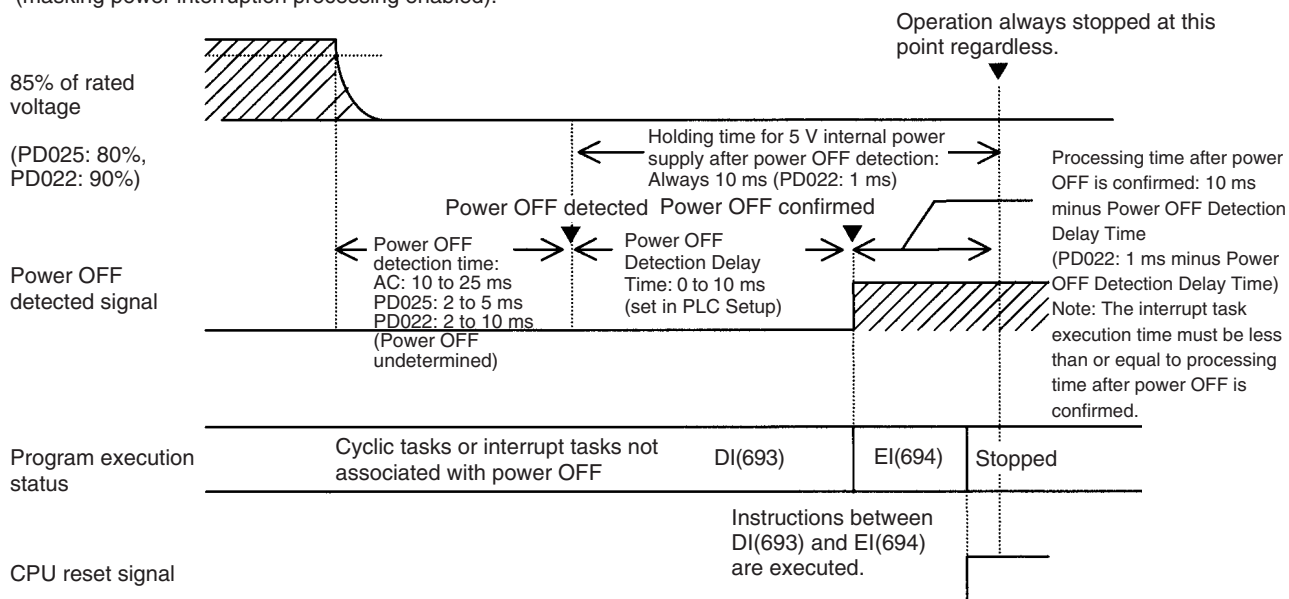 (masking power interruption processing enabled).
Operation always stopped at this
point regardless.
85% of rated
voltage
(PD025: 80%,
PD022: 90%)
Holding time for 5 V internal power
supply after power OFF detection:
Always 10 ms (PD022: 1 ms)
Processing time after power
OFF is confirmed: 10 ms
minus Power OFF Detection
Delay Time
(PD022: 1 ms minus Power
OFF Detection Delay Time)
Note: The interrupt task
execution time must be less
than or equal to processing
time after power OFF is
confirmed.
Power OFF detected
Power OFF confirmed
Power OFF
detected signal
Power OFF
detection time:
AC: 10 to 25 ms
PD025: 2 to 5 ms
PD022: 2 to 10 ms
(Power OFF
undetermined)
Power OFF
Detection Delay
Time: 0 to 10 ms
(set in PLC Setup)
Program execution
status
Cyclic tasks or interrupt tasks not
associated with power OFF
DI(693)
EI(694)
Stopped
Instructions between
DI(693) and EI(694)
are executed.
CPU reset signal